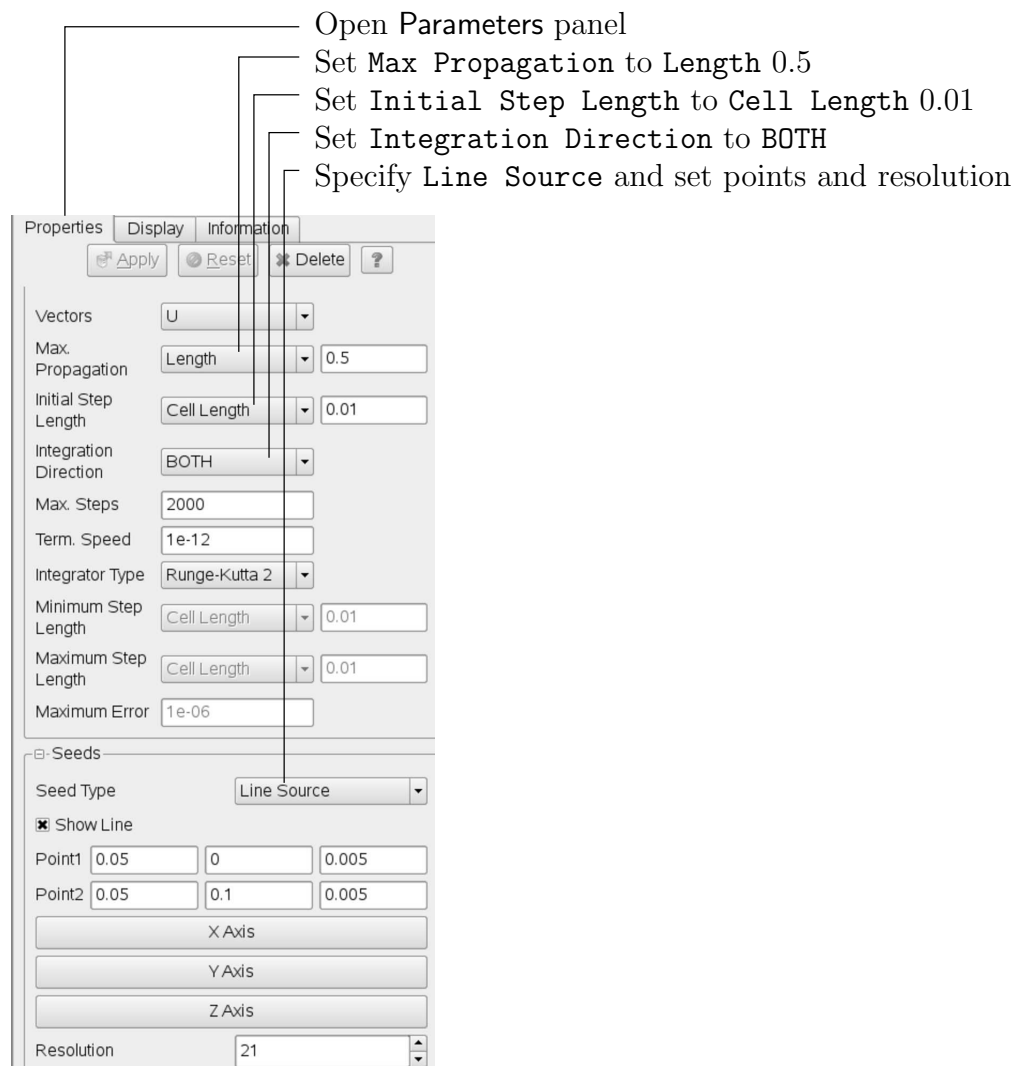 Open Parameters panel
Set Max Propagation to Length 0.5
Set Initial Step Length to Cell Length 0.01
Set Integration Direction to BOTH
Specify Line Source and set points and resolution
Properties Display Information
Apply Reset Delete ?
Vectors U
Max.
Propagation Length 0.5
Initial Step
Length Cell Length 0.01
Integration
Direction BOTH
Max. Steps 2000
Term. Speed 1e-12
Integrator Type Runge-Kutta 2
Minimum Step
Length Cell Length 0.01
Maximum Step
Length Cell Length 0.01
Maximum Error 1e-06
Seeds
Seed Type Line Source
Show Line
Point1 0.05 0 0.005
Point2 0.05 0.1 0.005
X Axis
Y Axis
Z Axis
Resolution 21